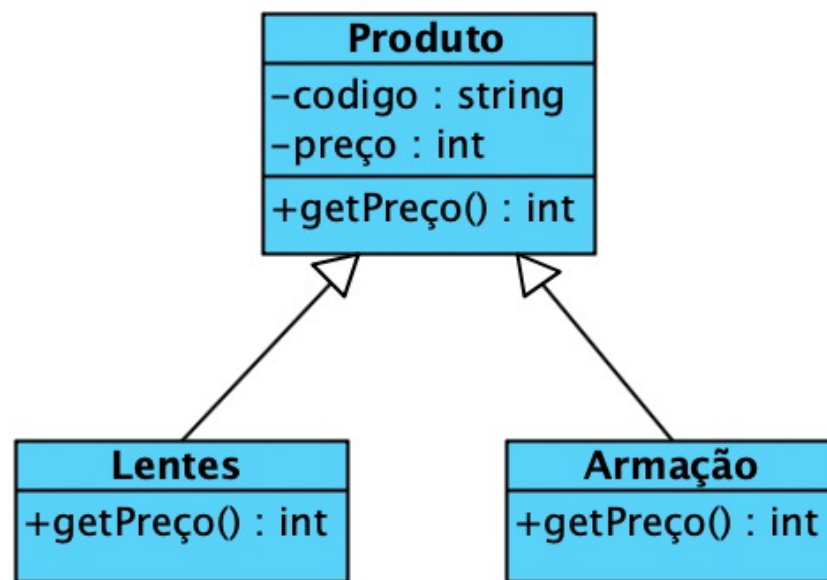 Produto
-codigo : string
-preço : int
+getPreço() : int
Lentes
+getPreço() : int
Armação
+getPreço() : int